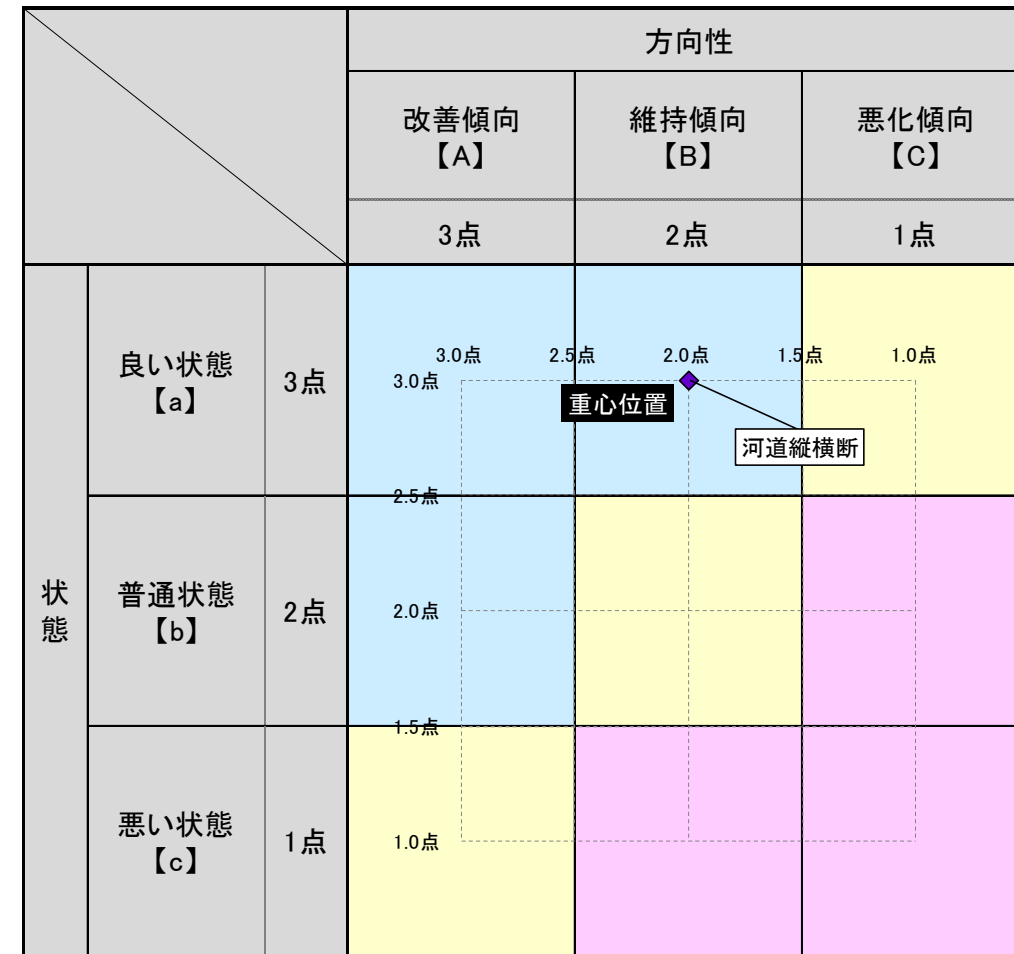 方向性
改善傾向
【A】
維持傾向
【B】
悪化傾向
【C】
3点
2点
1点
状態
良い状態
【a】
3点
3.0点
2.5点
2.0点
1.5点
1.0点
3.0点
重心位置
河道縦横断
2.5点
普通状態
【b】
2点
2.0点
1.5点
悪い状態
【c】
1点
1.0点